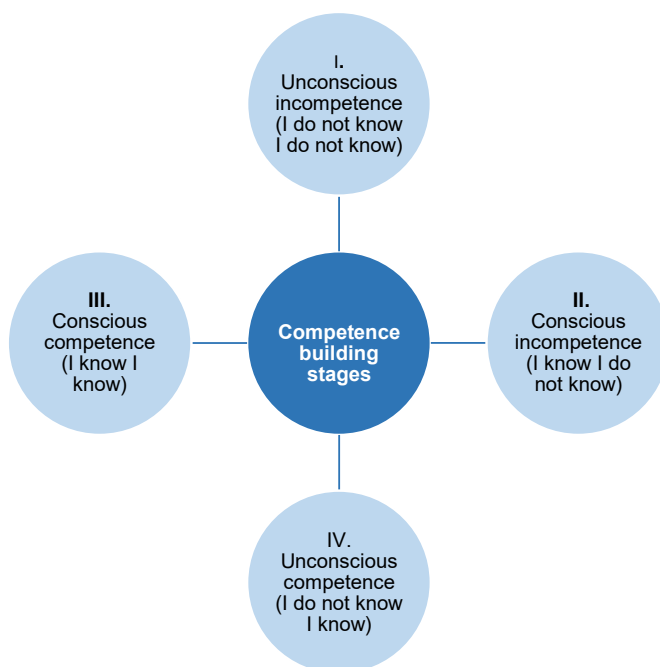 I.
Unconscious
incompetence
(I do not know
I do not know)
III.
Conscious
competence
(I know I
know)
Competence
building
stages
II.
Conscious
incompetence
(I know I do
not know)
IV.
Unconscious
competence
(I do not know
I know)